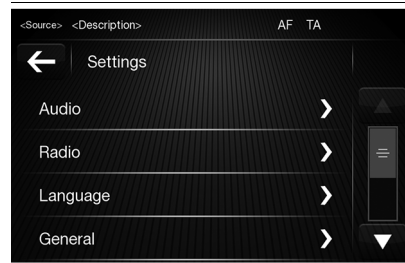 <Source> <Description> AF TA
Settings
Audio
Radio
Language
General